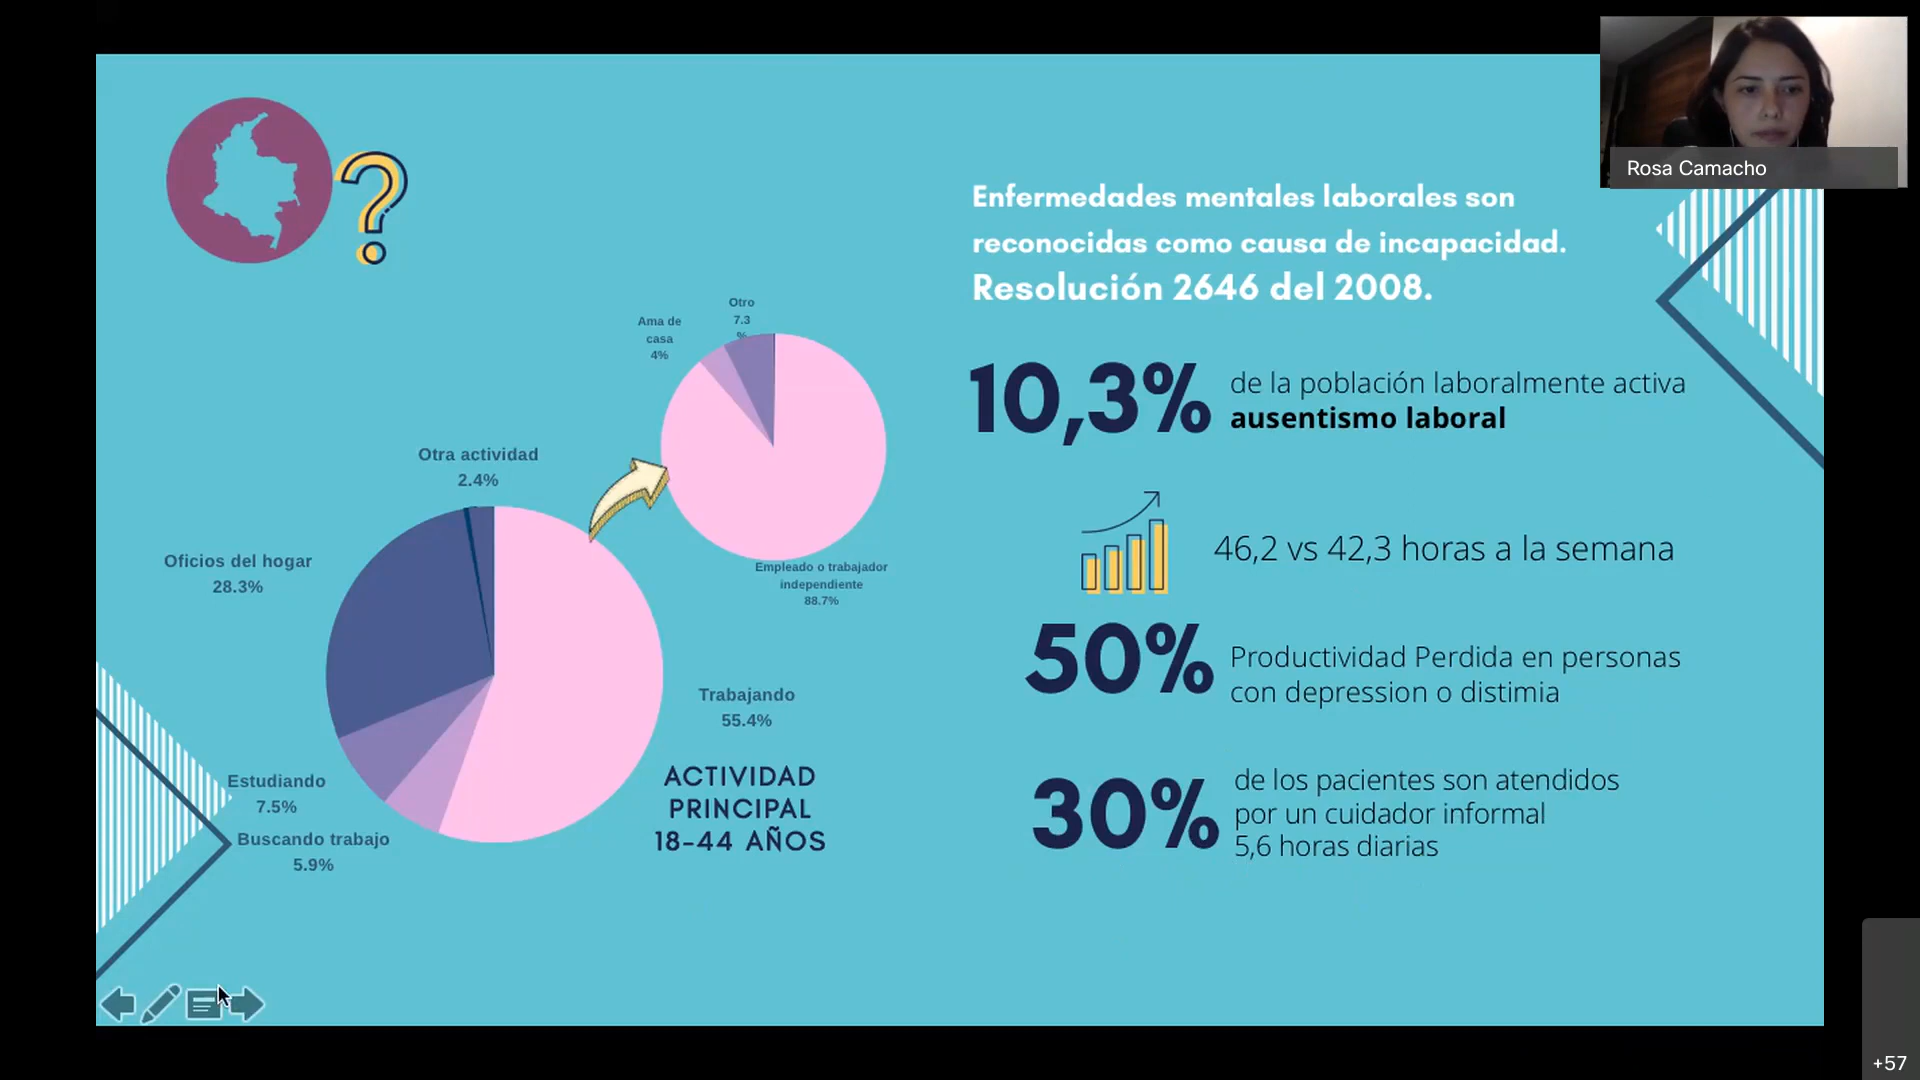 Rosa Camacho
Enfermedades mentales laborales son
reconocidas como causa de incapacidad.
Resolución 2646 del 2008.
Otro
7.3
%
Ama de
casa
4%
Empleado o trabajador
independiente
88.7%
Otra actividad
2.4%
Oficios del hogar
28.3%
Trabajando
55.4%
Estudiando
7.5%
Buscando trabajo
5.9%
ACTIVIDAD
PRINCIPAL
18-44 AÑOS
10,3%
de la población laboralmente activa
ausentismo laboral
46,2 vs 42,3 horas a la semana
50%
Productividad Perdida en personas
con depression o distimia
30%
de los pacientes son atendidos
por un cuidador informal
5,6 horas diarias
+57